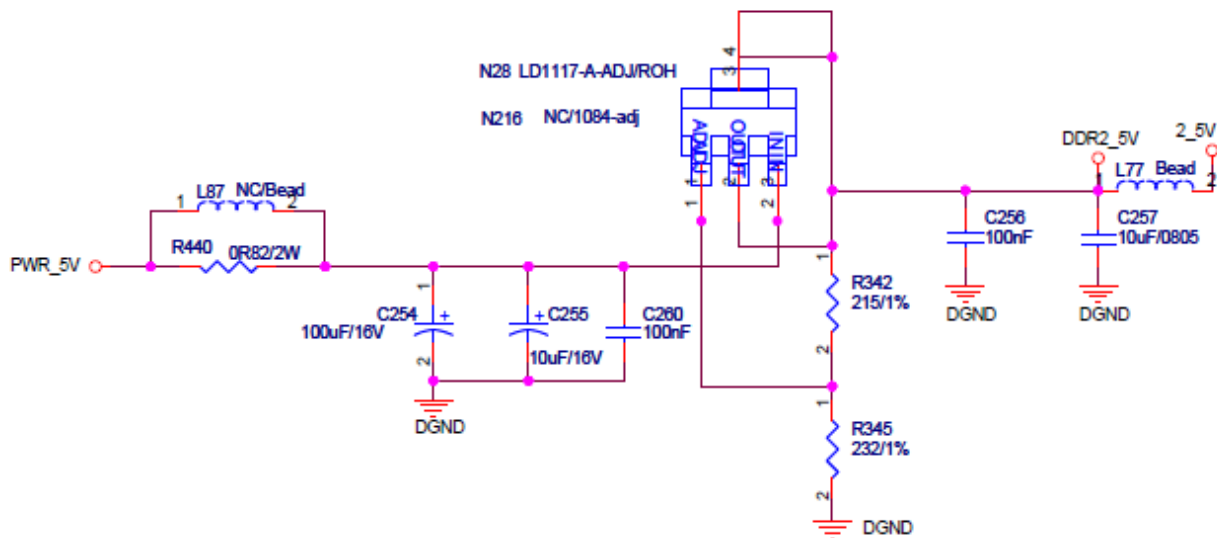 4
3
N28 LD1117-A-ADJ/ROH
N216 NC/1084-adj
ADJ OUT IN
1 2 3
1 2 2
DDR2_5V
2_5V
1 L77 Bead 2
L87 NC/Bead
1 2
R440 0R82/2W
PWR_5V
C256
100nF
C257
10uF/0805
DGND
DGND
1
R342
215/1%
2
1
C254
100uF/16V
2
+
C255
10uF/16V
+
C260
100nF
DGND
1
R345
232/1%
2
DGND